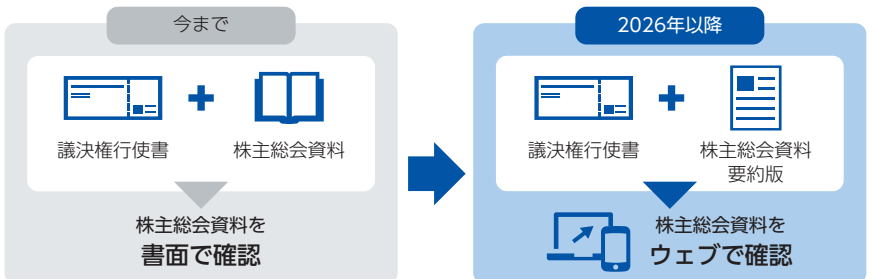 今まで
議決権行使書
株主総会資料
株主総会資料を
書面で確認
2026年以降
議決権行使書
株主総会資料
要約版
株主総会資料を
ウェブで確認